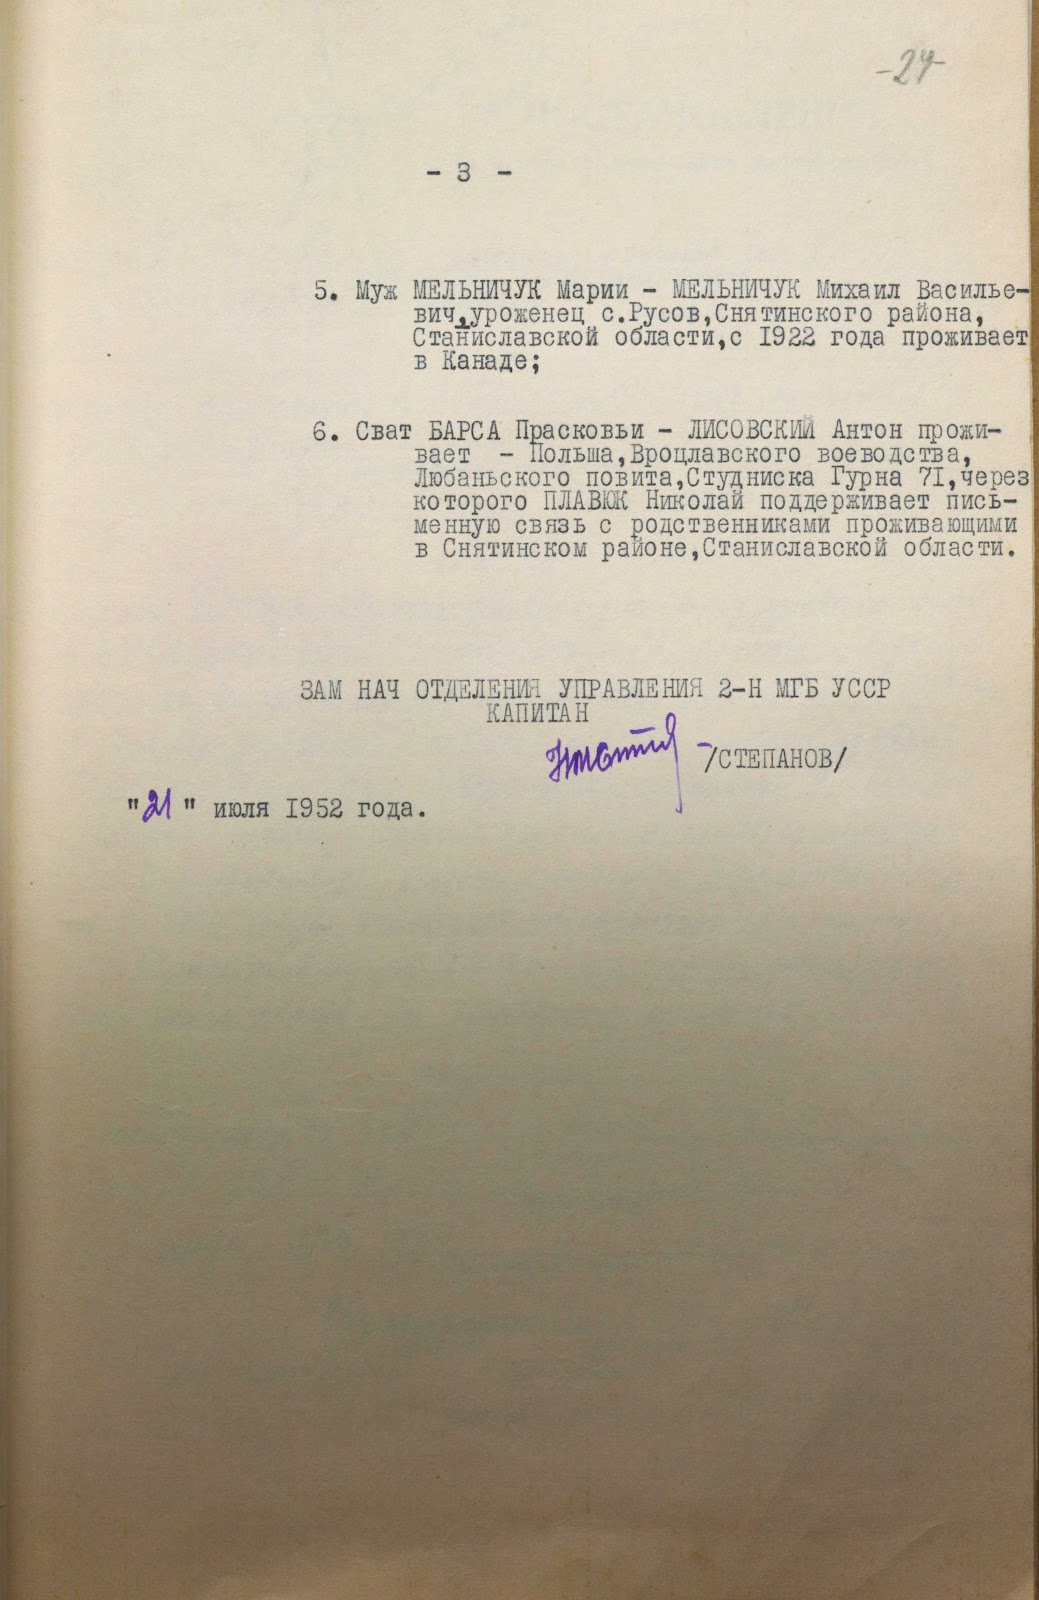 -27-
- 3 -
5. Муж МЕЛЬНИЧУК Марии - МЕЛЬНИЧУК Михаил Василье-
вич,уроженец с.Русов,Снятинского района,
Станиславской области,с 1922 года проживает
в Канаде;
6. Сват БАРСА Прасковьи - ЛИСОВСКИЙ Антон прожи-
вает - Польша,Вроцлавского воеводства,
Любаньского повита,Студниска Гурна 71,через
которого ПЛАВЮК Николай поддерживает пись-
менную связь с родственниками проживающими
в Снятинском районе,Станиславской области.
ЗАМ НАЧ ОТДЕЛЕНИЯ УПРАВЛЕНИЯ 2-Н МГБ УССР
КАПИТАН
/СТЕПАНОВ/
"21" июля 1952 года.